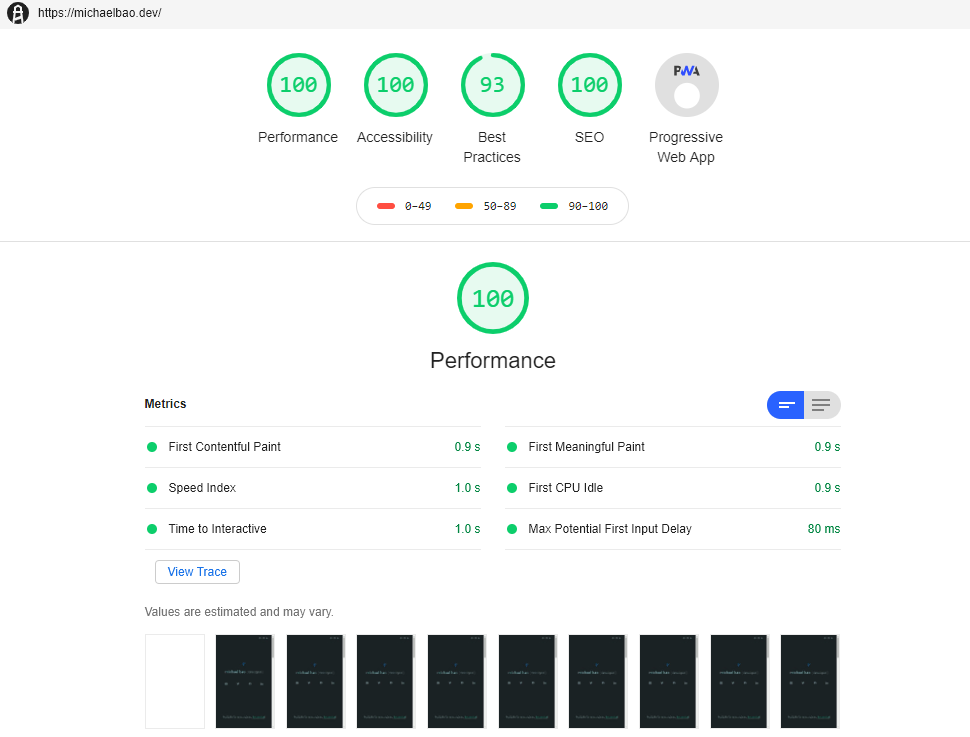 https://michaelbao.dev/
100 100 93 100 PWA
Performance Accessibility Best Practices SEO Progressive Web App
0–49 50–89 90–100
100
Performance
Metrics
First Contentful Paint 0.9 s
First Meaningful Paint 0.9 s
Speed Index 1.0 s
First CPU Idle 0.9 s
Time to Interactive 1.0 s
Max Potential First Input Delay 80 ms
View Trace
Values are estimated and may vary.